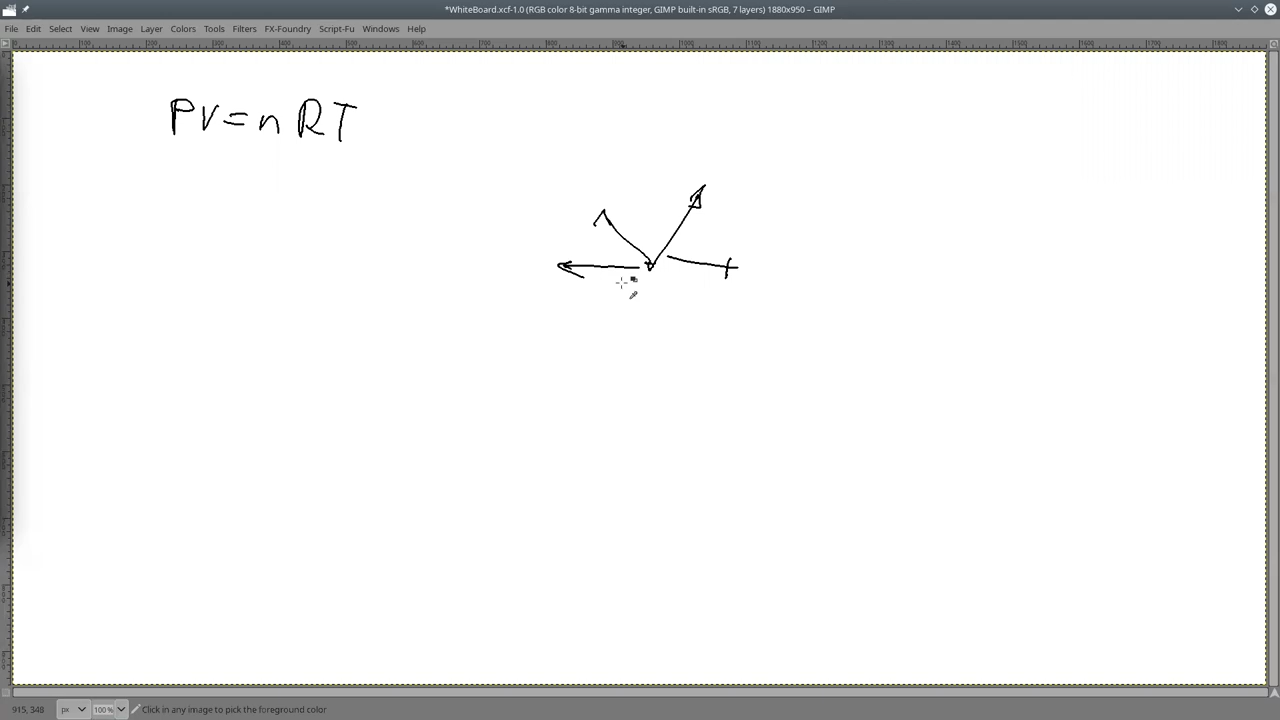 *WhiteBoard.xcf-1.0 (RGB color 8-bit gamma integer, GIMP built-in sRGB, 7 layers) 1880x950 – GIMP
File Edit Select View Image Layer Colors Tools Filters FX-Foundry Script-Fu Windows Help
PV = nRT
915, 348 px 100% Click in any image to pick the foreground color